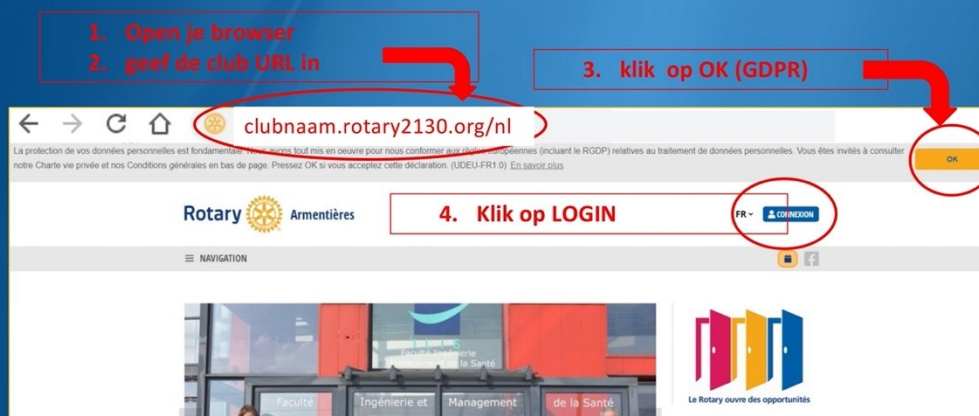 1. Open je browser
2. geef de club URL in
3. klik op OK (GDPR)
clubnaam.rotary2130.org/nl
La protection de vos données personnelles est fondamentale. Nous avons tout mis en oeuvre pour nous conformer aux règles européennes (incluant le RGDP) relatives au traitement de données personnelles. Vous êtes invités à consulter
notre Charte vie privée et nos Conditions générales en bas de page. Pressez OK si vous acceptez cette déclaration. (UDEU-FR1.0) En savoir plus
OK
Rotary Armentières
4. Klik op LOGIN
FR CONNEXION
NAVIGATION
Faculté Ingénierie
de la Santé
Faculté Ingénierie et Management de la Santé
Le Rotary ouvre des opportunités